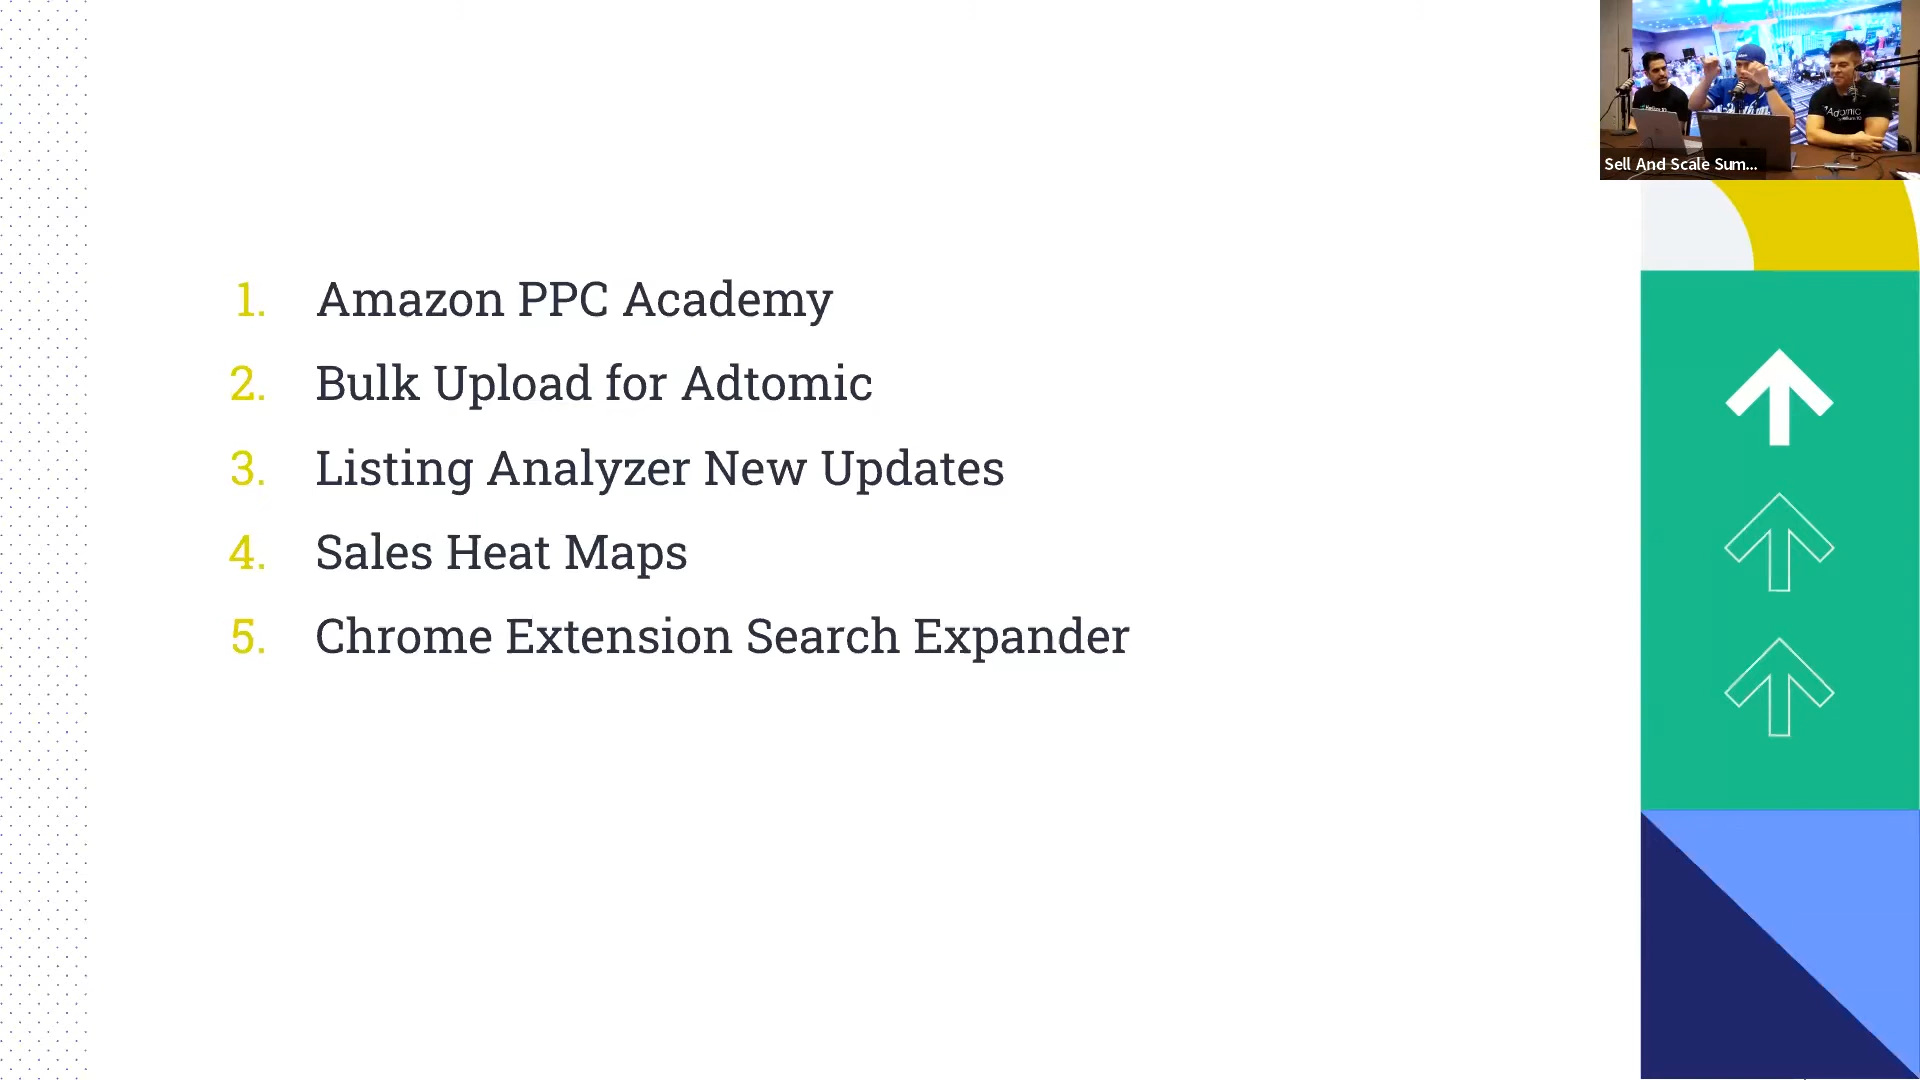 Sell And Scale Sum...
1. Amazon PPC Academy
2. Bulk Upload for Adtomic
3. Listing Analyzer New Updates
4. Sales Heat Maps
5. Chrome Extension Search Expander